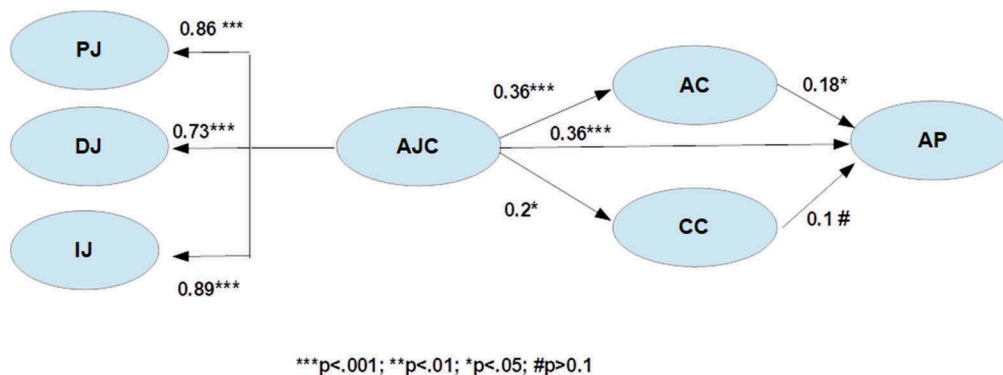 PJ
0.86 ***
DJ
0.73***
IJ
0.89***
AJC
0.36***
AC
0.18*
0.36***
AP
0.2*
CC
0.1 #
***p<.001; **p<.01; *p<.05; #p>0.1